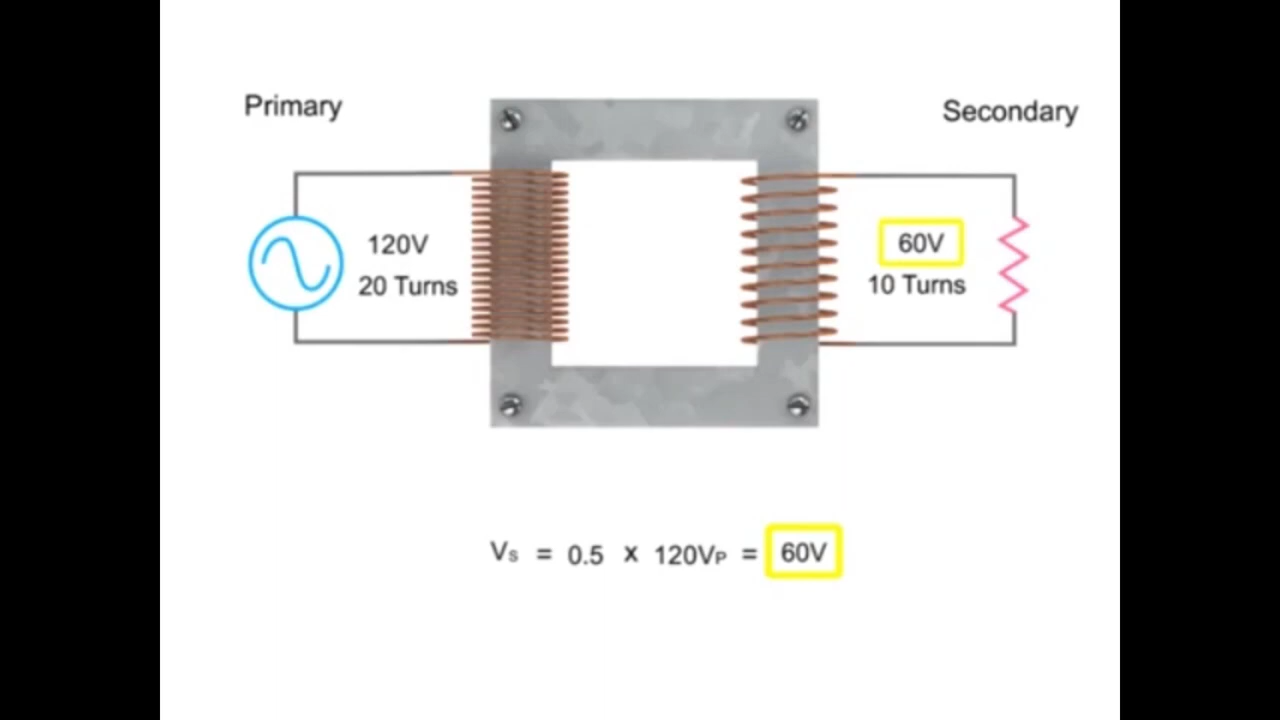 Primary
Secondary
120V
20 Turns
60V
10 Turns
Vs = 0.5 x 120VP = 60V